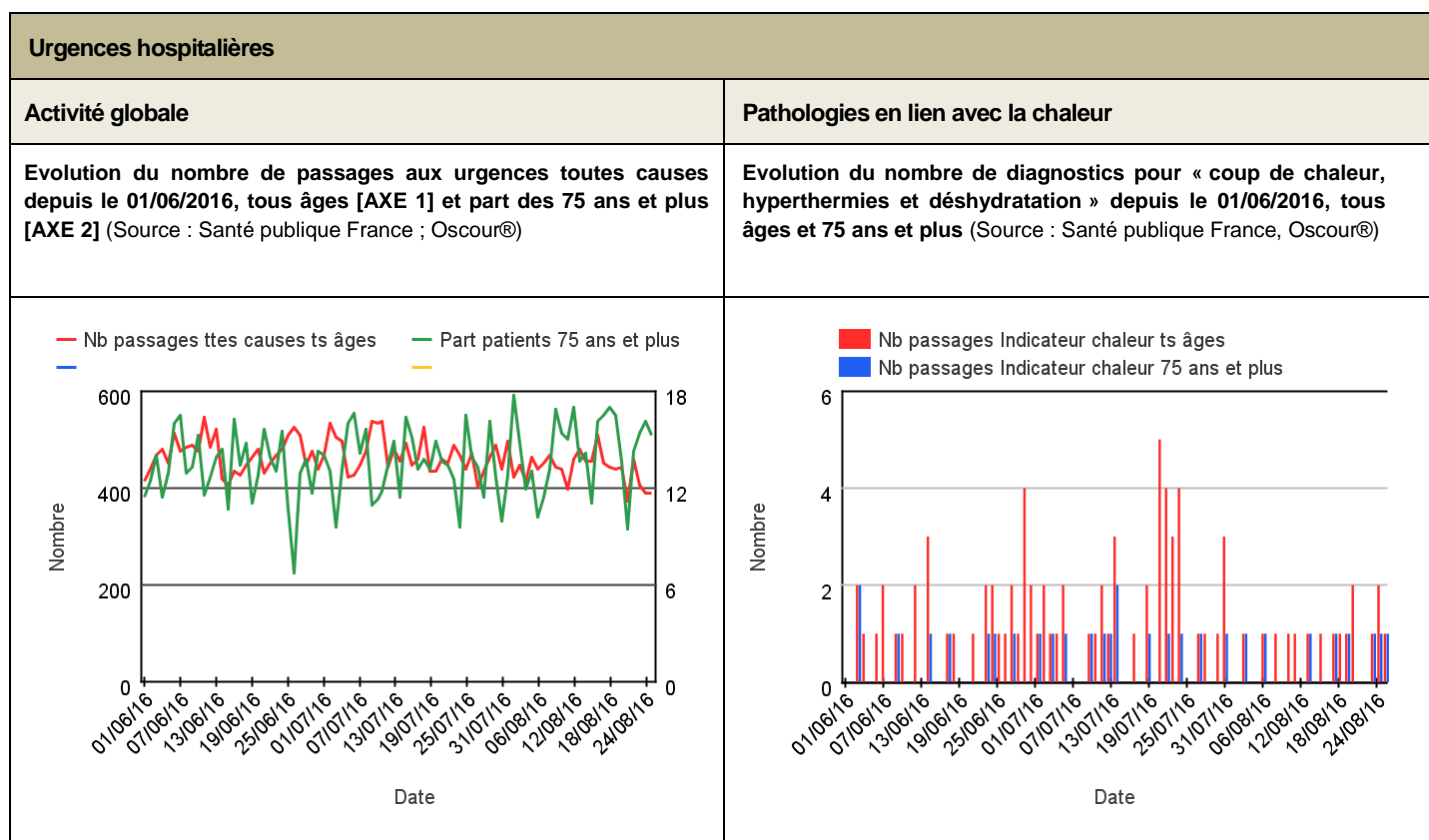 Urgences hospitalières
Activité globale
Pathologies en lien avec la chaleur
Evolution du nombre de passages aux urgences toutes causes
depuis le 01/06/2016, tous âges [AXE 1] et part des 75 ans et plus
[AXE 2] (Source : Santé publique France ; Oscour®)
Evolution du nombre de diagnostics pour « coup de chaleur,
hyperthermies et déshydratation » depuis le 01/06/2016, tous
âges et 75 ans et plus (Source : Santé publique France, Oscour®)
Nb passages ttes causes ts âges
Part patients 75 ans et plus
600
400
200
0
18
12
6
0
Nombre
01/06/16
07/06/16
13/06/16
19/06/16
25/06/16
01/07/16
07/07/16
13/07/16
19/07/16
25/07/16
31/07/16
06/08/16
12/08/16
18/08/16
24/08/16
Date
Nb passages Indicateur chaleur ts âges
Nb passages Indicateur chaleur 75 ans et plus
6
4
2
0
Nombre
01/06/16
07/06/16
13/06/16
19/06/16
25/06/16
01/07/16
07/07/16
13/07/16
19/07/16
25/07/16
31/07/16
06/08/16
12/08/16
18/08/16
24/08/16
Date